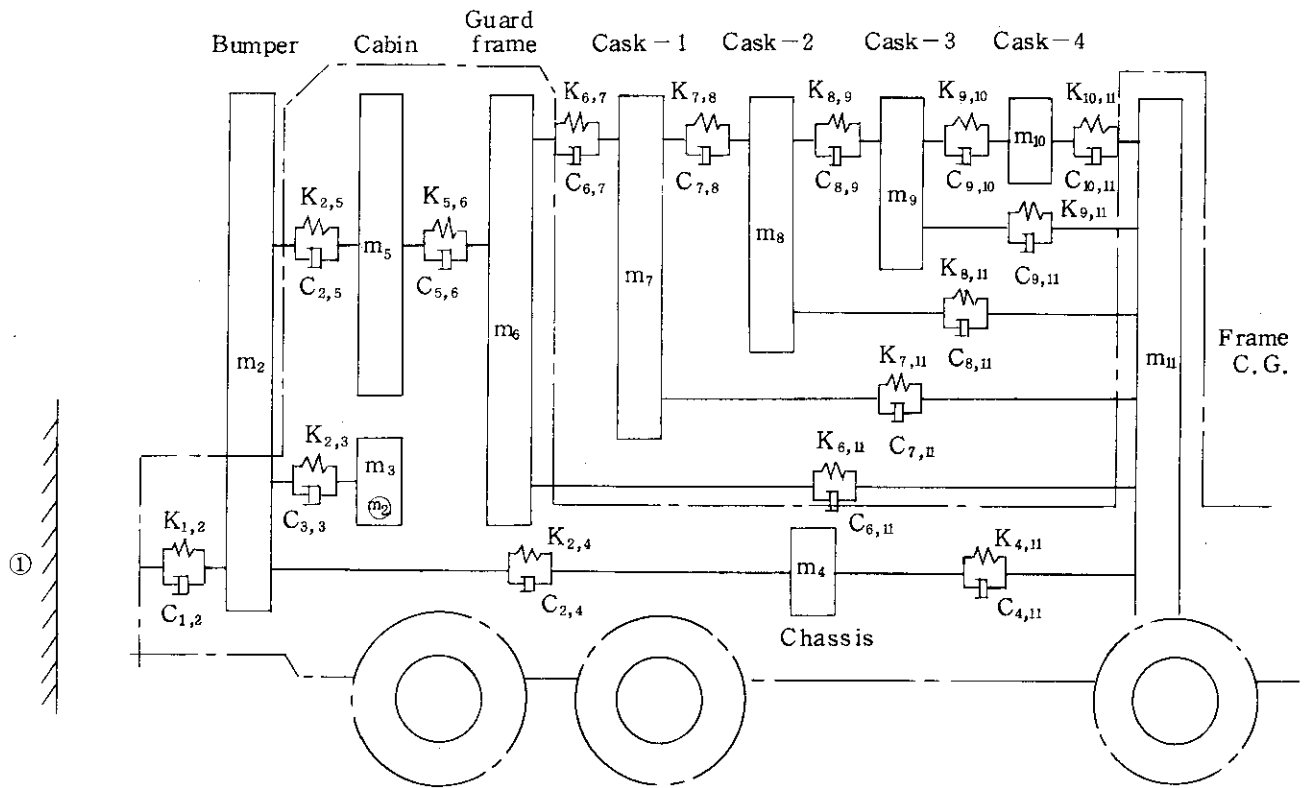 Bumper
Cabin
Guard
frame
Cask-1
Cask-2
Cask-3
Cask-4
K6,7
K7,8
K8,9
K9,10
K10,11
C6,7
C7,8
C8,9
C9,10
m10
C10,11
K2,5
C2,5
m5
K5,6
C5,6
m7
m8
m9
K9,11
C9,11
K8,11
C8,11
m2
m6
m11
Frame
C.G.
K7,11
C7,11
K2,3
C3,3
m3
m2
K6,11
C6,11
①
K1,2
C1,2
K2,4
C2,4
m4
K4,11
C4,11
Chassis